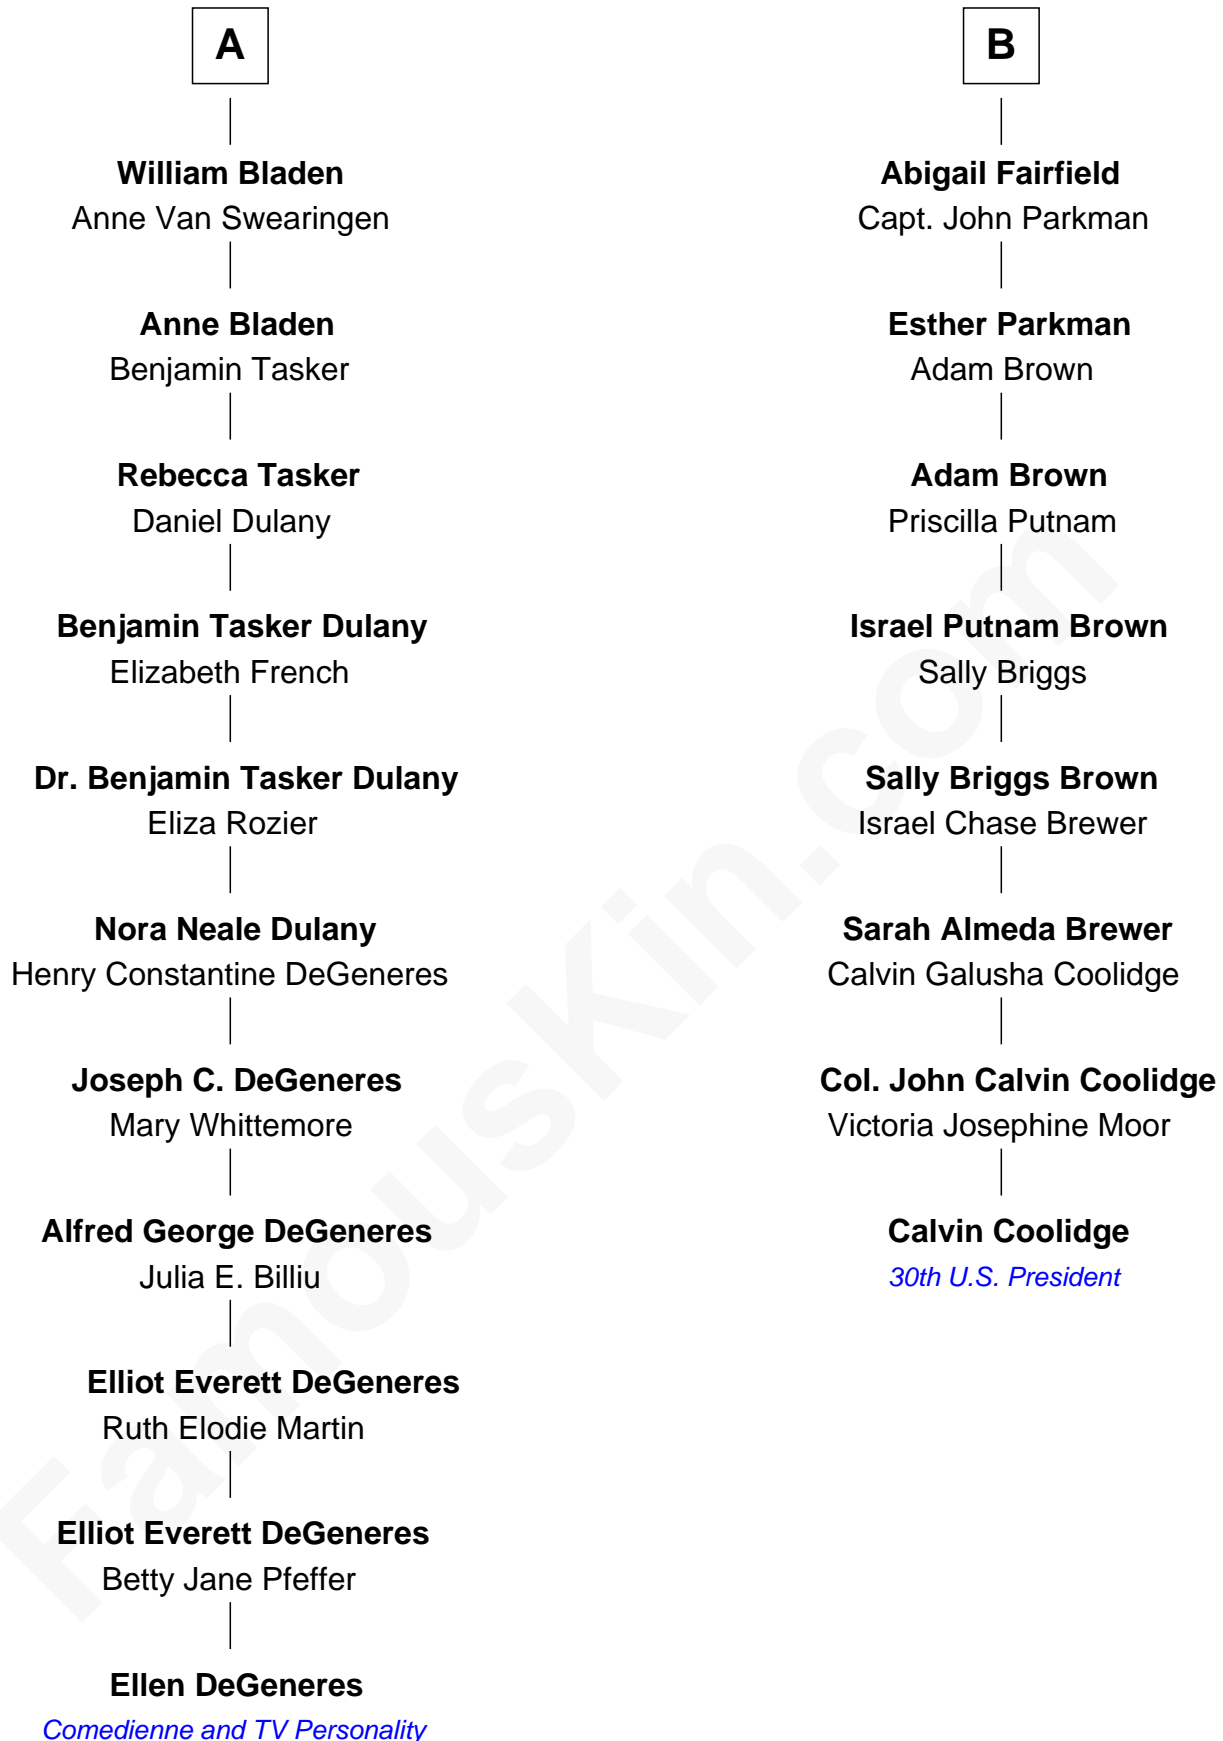 A
William Bladen
Anne Van Swearingen
Anne Bladen
Benjamin Tasker
Rebecca Tasker
Daniel Dulany
Benjamin Tasker Dulany
Elizabeth French
Dr. Benjamin Tasker Dulany
Eliza Rozier
Nora Neale Dulany
Henry Constantine DeGeneres
Joseph C. DeGeneres
Mary Whittemore
Alfred George DeGeneres
Julia E. Billiu
Elliot Everett DeGeneres
Ruth Elodie Martin
Elliot Everett DeGeneres
Betty Jane Pfeffer
Ellen DeGeneres
Comedienne and TV Personality
B
Abigail Fairfield
Capt. John Parkman
Esther Parkman
Adam Brown
Adam Brown
Priscilla Putnam
Israel Putnam Brown
Sally Briggs
Sally Briggs Brown
Israel Chase Brewer
Sarah Almeda Brewer
Calvin Galusha Coolidge
Col. John Calvin Coolidge
Victoria Josephine Moor
Calvin Coolidge
30th U.S. President
FamousKin.com